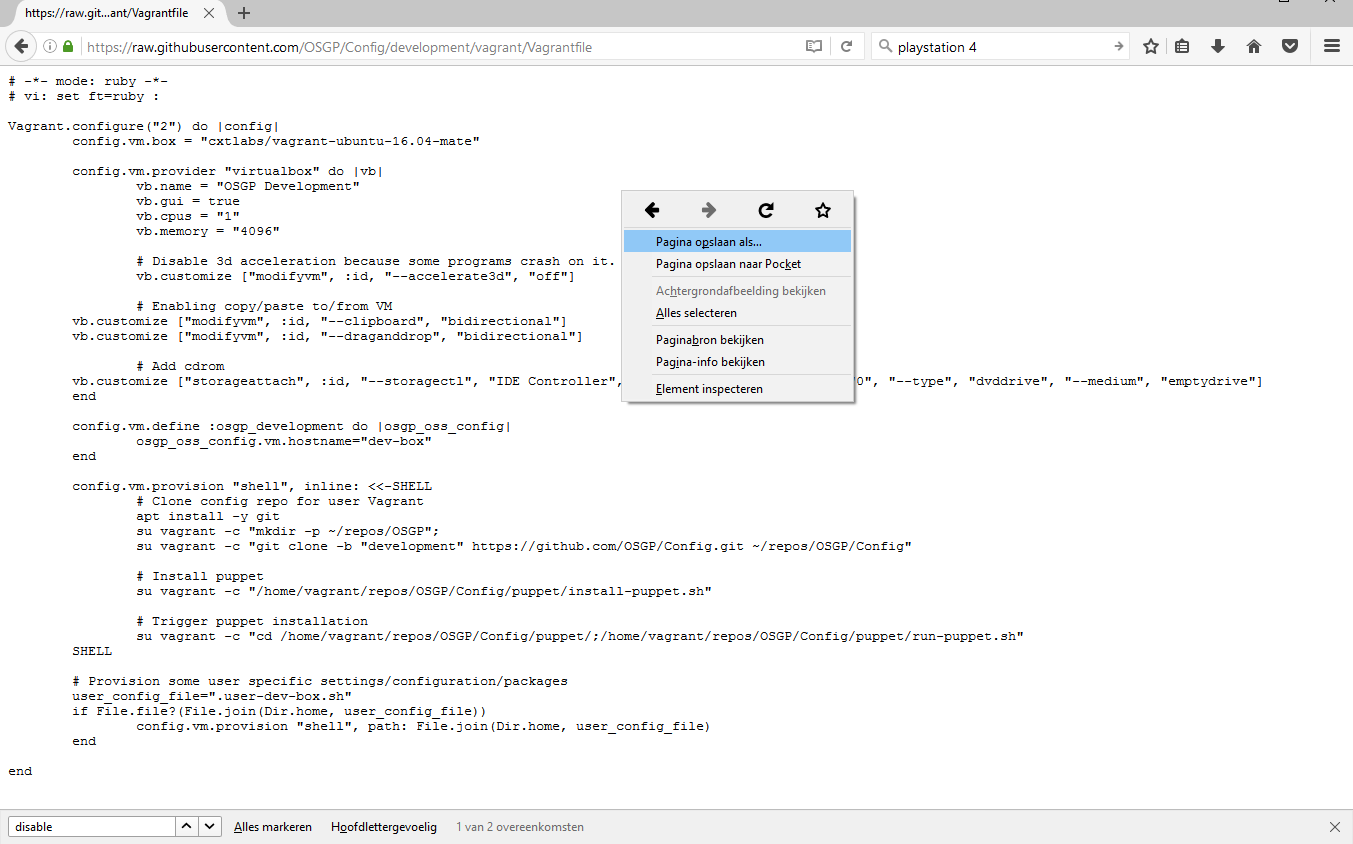 https://raw.git...ant/Vagrantfile
https://raw.githubusercontent.com/OSGP/Config/development/vagrant/Vagrantfile
playstation 4
# -*- mode: ruby -*-
# vi: set ft=ruby :
Vagrant.configure("2") do |config|
config.vm.box = "cxtlabs/vagrant-ubuntu-16.04-mate"
config.vm.provider "virtualbox" do |vb|
vb.name = "OSGP Development"
vb.gui = true
vb.cpus = "1"
vb.memory = "4096"
# Disable 3d acceleration because some programs crash on it.
vb.customize ["modifyvm", :id, "--accelerate3d", "off"]
# Enabling copy/paste to/from VM
vb.customize ["modifyvm", :id, "--clipboard", "bidirectional"]
vb.customize ["modifyvm", :id, "--draganddrop", "bidirectional"]
# Add cdrom
vb.customize ["storageattach", :id, "--storagectl", "IDE Controller", 0", "--type", "dvddrive", "--medium", "emptydrive"]
end
config.vm.define :osgp_development do |osgp_oss_config|
osgp_oss_config.vm.hostname="dev-box"
end
config.vm.provision "shell", inline: <<-SHELL
# Clone config repo for user Vagrant
apt install -y git
su vagrant -c "mkdir -p ~/repos/OSGP";
su vagrant -c "git clone -b "development" https://github.com/OSGP/Config.git ~/repos/OSGP/Config"
# Install puppet
su vagrant -c "/home/vagrant/repos/OSGP/Config/puppet/install-puppet.sh"
# Trigger puppet installation
su vagrant -c "cd /home/vagrant/repos/OSGP/Config/puppet/;/home/vagrant/repos/OSGP/Config/puppet/run-puppet.sh"
SHELL
# Provision some user specific settings/configuration/packages
user_config_file=".user-dev-box.sh"
if File.file?(File.join(Dir.home, user_config_file))
config.vm.provision "shell", path: File.join(Dir.home, user_config_file)
end
end
Pagina opslaan als...
Pagina opslaan naar Pocket
Achtergrondafbeelding bekijken
Alles selecteren
Paginabron bekijken
Pagina-info bekijken
Element inspecteren
disable
Alles markeren
Hoofdlettergevoelig
1 van 2 overeenkomsten